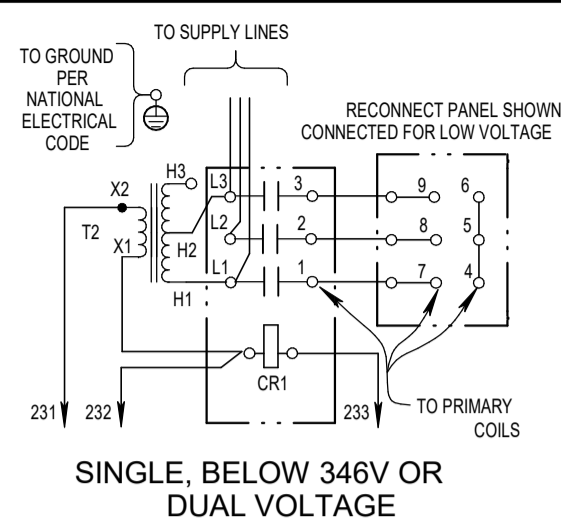 TO SUPPLY LINES
TO GROUND
PER
NATIONAL
ELECTRICAL
CODE
RECONNECT PANEL SHOWN
CONNECTED FOR LOW VOLTAGE
H3
L3
3
9
6
X2
T2
X1
H2
L2
2
8
5
L1
1
7
4
H1
CR1
231
232
233
TO PRIMARY
COILS
SINGLE, BELOW 346V OR
DUAL VOLTAGE